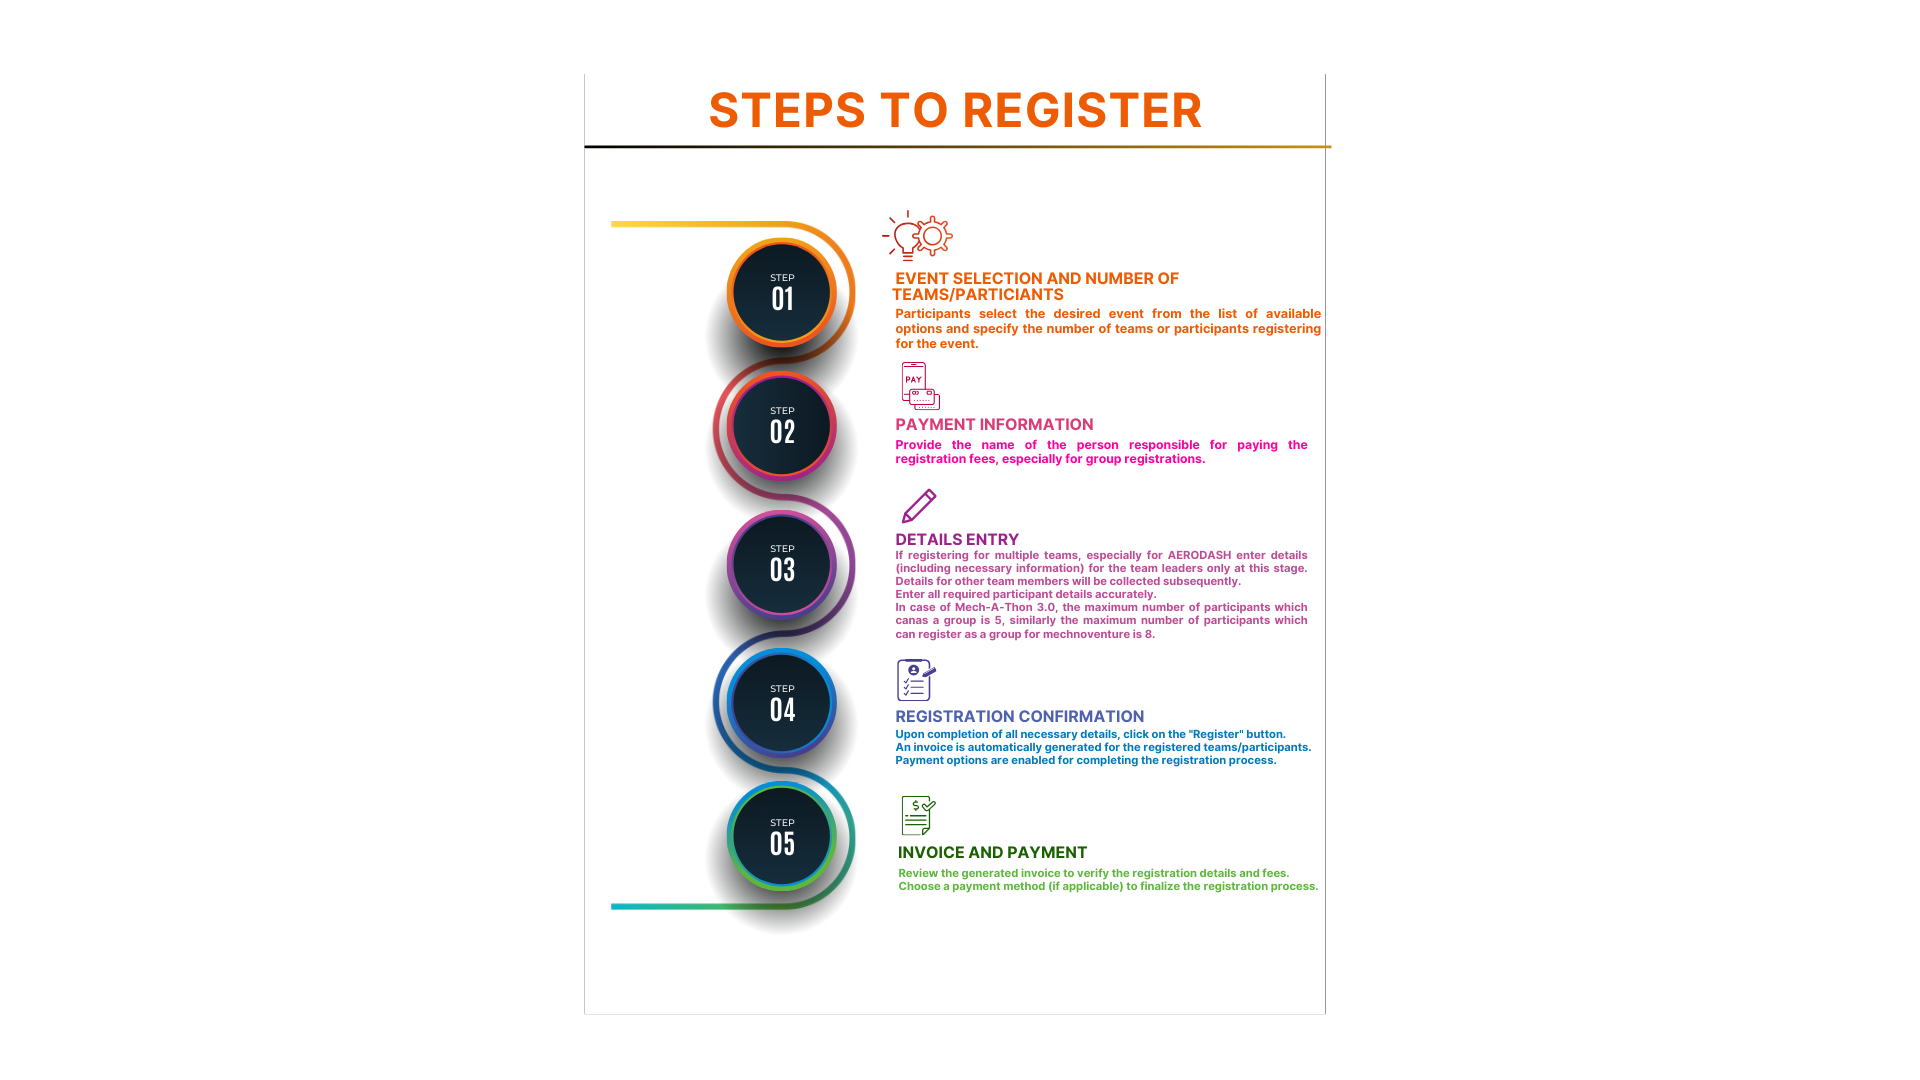 STEPS TO REGISTER
STEP
01
EVENT SELECTION AND NUMBER OF
TEAMS/PARTICIANTS
Participants select the desired event from the list of available
options and specify the number of teams or participants registering
for the event.
STEP
02
PAY
PAYMENT INFORMATION
Provide the name of the person responsible for paying the
registration fees, especially for group registrations.
STEP
03
DETAILS ENTRY
If registering for multiple teams, especially for AERODASH enter details
(including necessary information) for the team leaders only at this stage.
Details for other team members will be collected subsequently.
Enter all required participant details accurately.
In case of Mech-A-Thon 3.0, the maximum number of participants which
canas a group is 5, similarly the maximum number of participants which
can register as a group for mechnoventure is 8.
STEP
04
REGISTRATION CONFIRMATION
Upon completion of all necessary details, click on the "Register" button.
An invoice is automatically generated for the registered teams/participants.
Payment options are enabled for completing the registration process.
STEP
05
$
INVOICE AND PAYMENT
Review the generated invoice to verify the registration details and fees.
Choose a payment method (if applicable) to finalize the registration process.